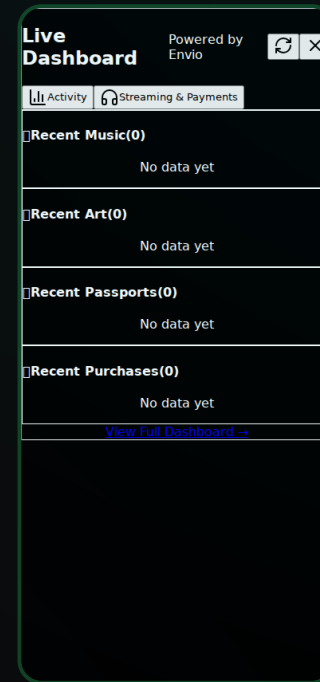 Live
Dashboard
Powered by
Envio
Activity
Streaming & Payments
Recent Music(0)
No data yet
Recent Art(0)
No data yet
Recent Passports(0)
No data yet
Recent Purchases(0)
No data yet
View Full Dashboard →